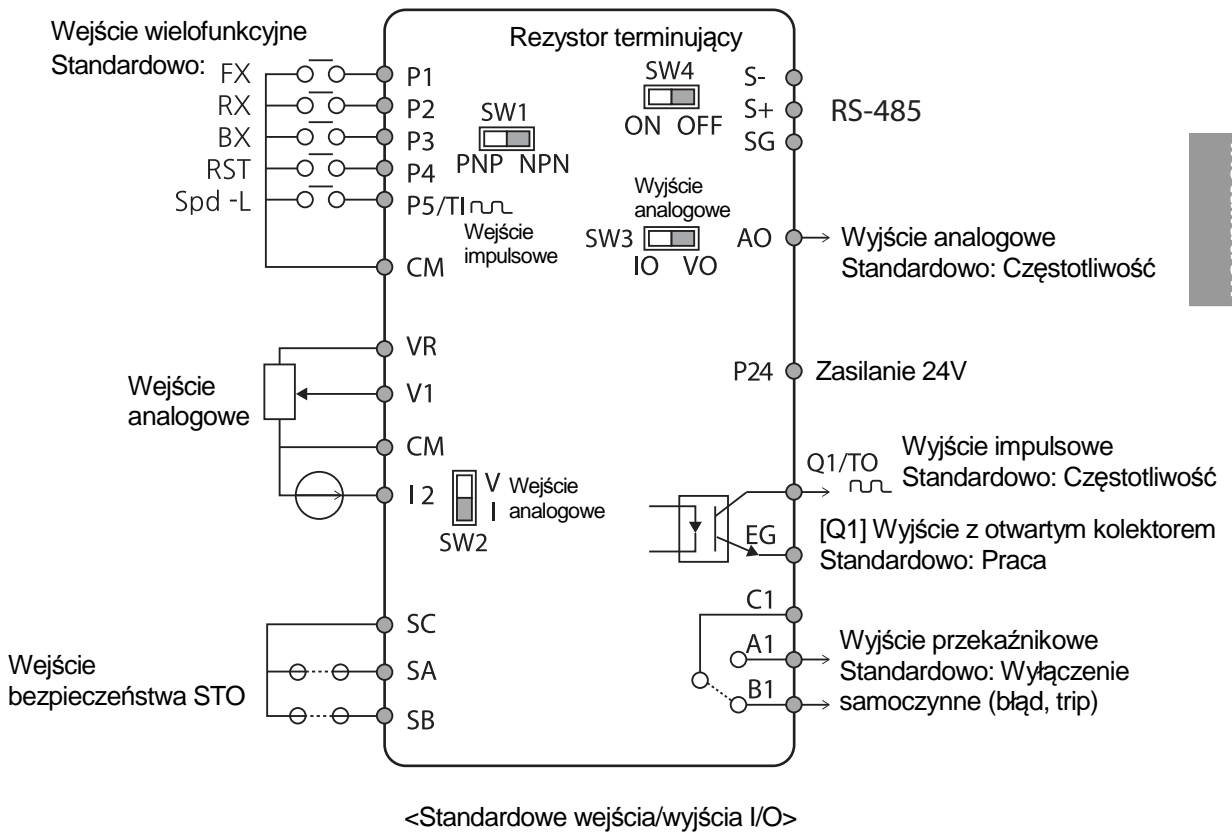 Wejście wielofunkcyjne
Standardowo:
FX
RX
BX
RST
Spd -L
P1
P2
P3
P4
P5/TI
Wejście
impulsowe
CM
SW1
PNP NPN
Rezystor terminujący
SW4
ON OFF
S-
S+
SG
RS-485
Wyjście
analogowe
SW3
IO VO
AO
Wyjście analogowe
Standardowo: Częstotliwość
Wejście
analogowe
VR
V1
CM
I2
V
I
Wejście
analogowe
SW2
P24
Zasilanie 24V
Q1/TO
Wyjście impulsowe
Standardowo: Częstotliwość
EG
[Q1] Wyjście z otwartym kolektorem
Standardowo: Praca
Wejście
bezpieczeństwa STO
SC
SA
SB
C1
A1
B1
Wyjście przekaźnikowe
Standardowo: Wyłączenie
samoczynne (błąd, trip)
<Standardowe wejścia/wyjścia I/O>